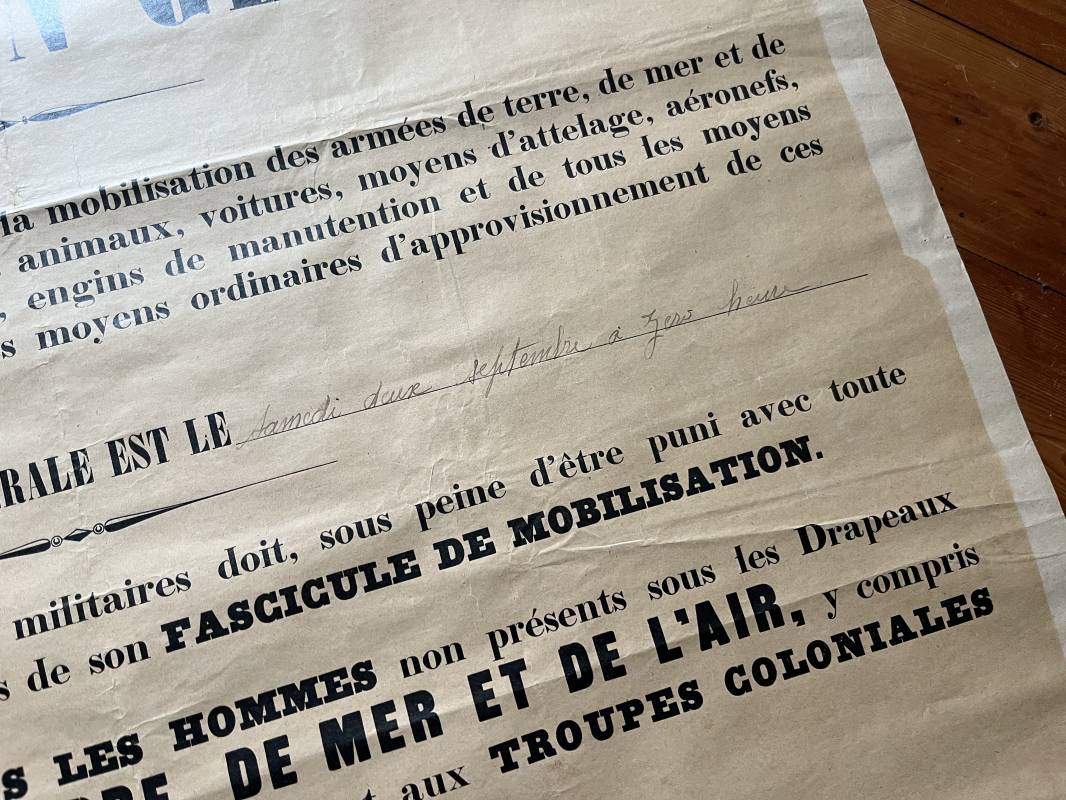 la mobilisation des armées de terre, de mer et de
animaux, voitures, moyens d'attelage, aéronefs,
, engins de manutention et de tous les moyens
s moyens ordinaires d'approvisionnement de ces
RALE EST LE samedi deux septembre à zero heure
militaires doit, sous peine d'être puni avec toute
s de son FASCICULE DE MOBILISATION.
S LES HOMMES non présents sous les Drapeaux
DE MER ET DE L'AIR, y compris
t aux TROUPES COLONIALES